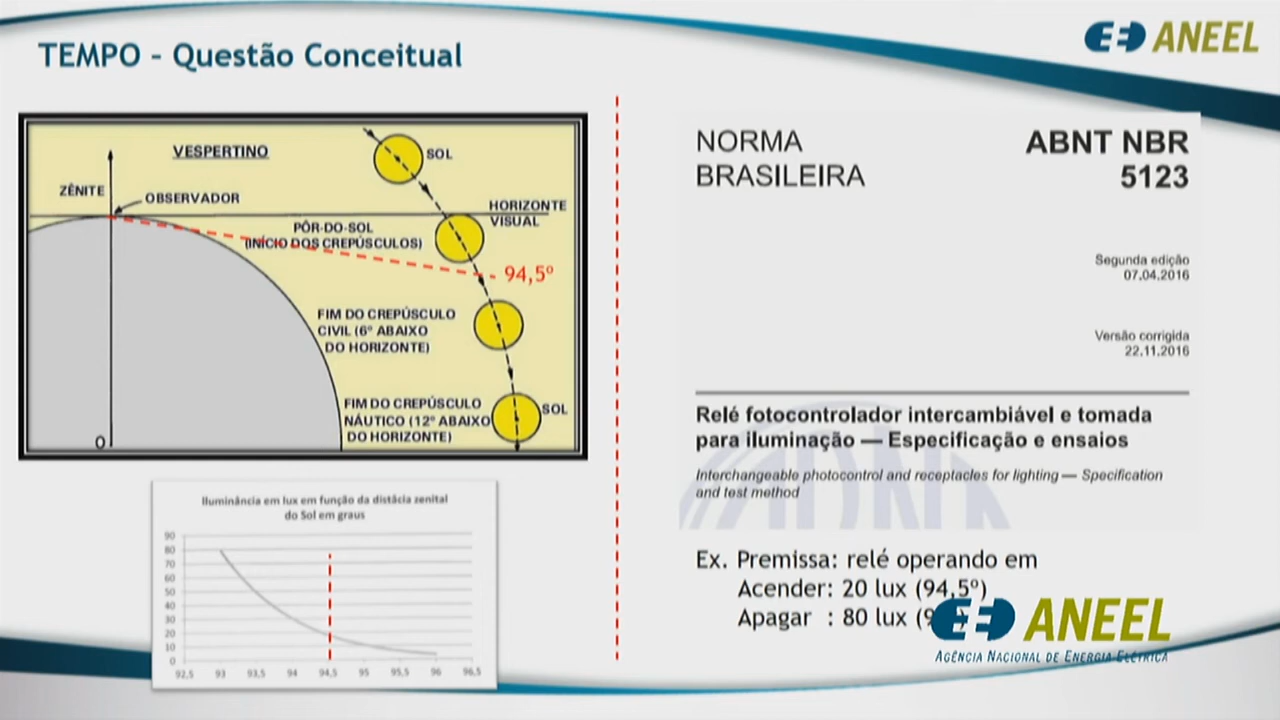 TEMPO – Questão Conceitual
ANEEL
VESPERTINO
SOL
ZÊNITE
OBSERVADOR
HORIZONTE
VISUAL
PÔR-DO-SOL
(INÍCIO DOS CREPÚSCULOS)
94,5º
FIM DO CREPÚSCULO
CIVIL (6º ABAIXO
DO HORIZONTE)
FIM DO CREPÚSCULO
NÁUTICO (12º ABAIXO
DO HORIZONTE)
SOL
O
Iluminância em lux em função da distâcia zenital
do Sol em graus
90
80
70
60
50
40
30
20
10
0
92,5 93 93,5 94 94,5 95 95,5 96 96,5
NORMA
BRASILEIRA
ABNT NBR
5123
Segunda edição
07.04.2016
Versão corrigida
22.11.2016
Relé fotocontrolador intercambiável e tomada
para iluminação — Especificação e ensaios
Interchangeable photocontrol and receptacles for lighting — Specification
and test method
Ex. Premissa: relé operando em
Acender: 20 lux (94,5º)
Apagar : 80 lux (9
ANEEL
AGÊNCIA NACIONAL DE ENERGIA ELÉTRICA